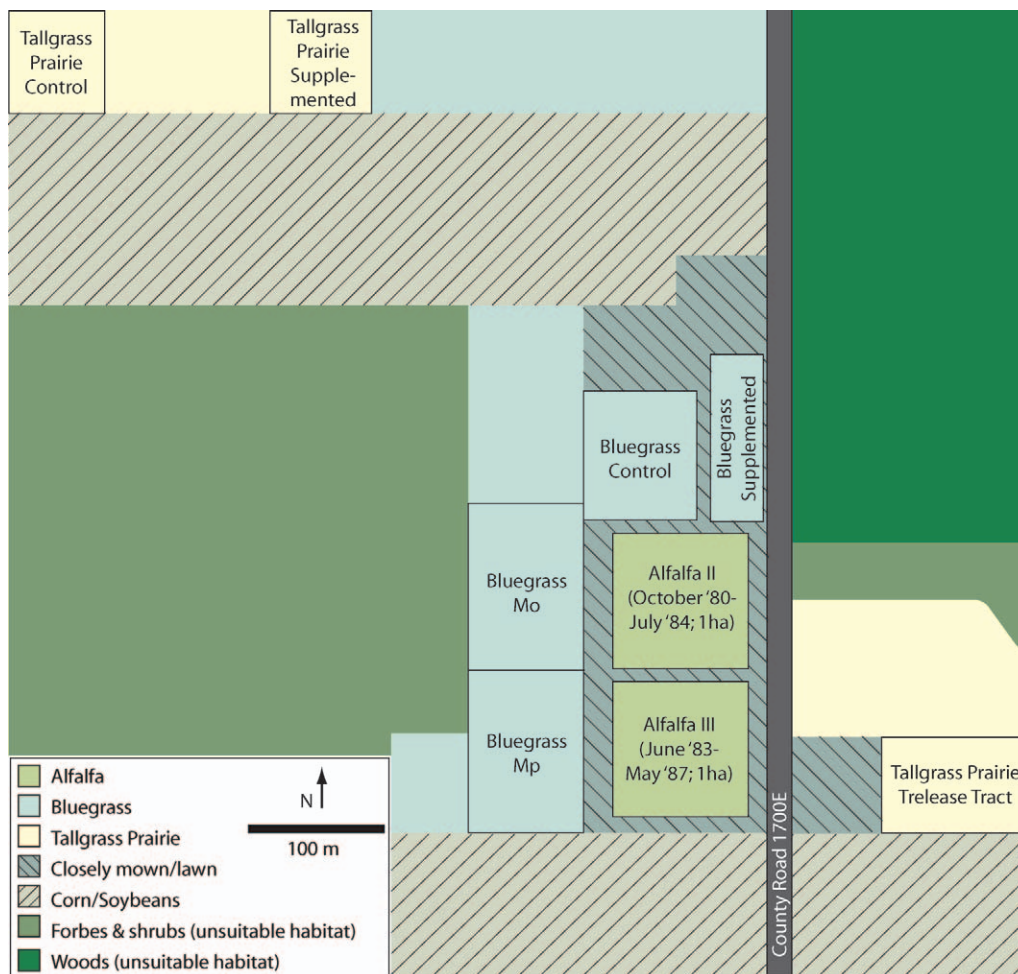 Tallgrass
Prairie
Control
Tallgrass
Prairie
Supple-
mented
Bluegrass
Control
Bluegrass
Supplemented
Bluegrass
Mo
Alfalfa II
(October ‘80-
July ‘84; 1ha)
Bluegrass
Mp
Alfalfa III
(June ‘83-
May ‘87; 1ha)
Tallgrass Prairie
Trelease Tract
County Road 1700E
Alfalfa
Bluegrass
Tallgrass Prairie
Closely mown/lawn
Corn/Soybeans
Forbes & shrubs (unsuitable habitat)
Woods (unsuitable habitat)
N
100 m